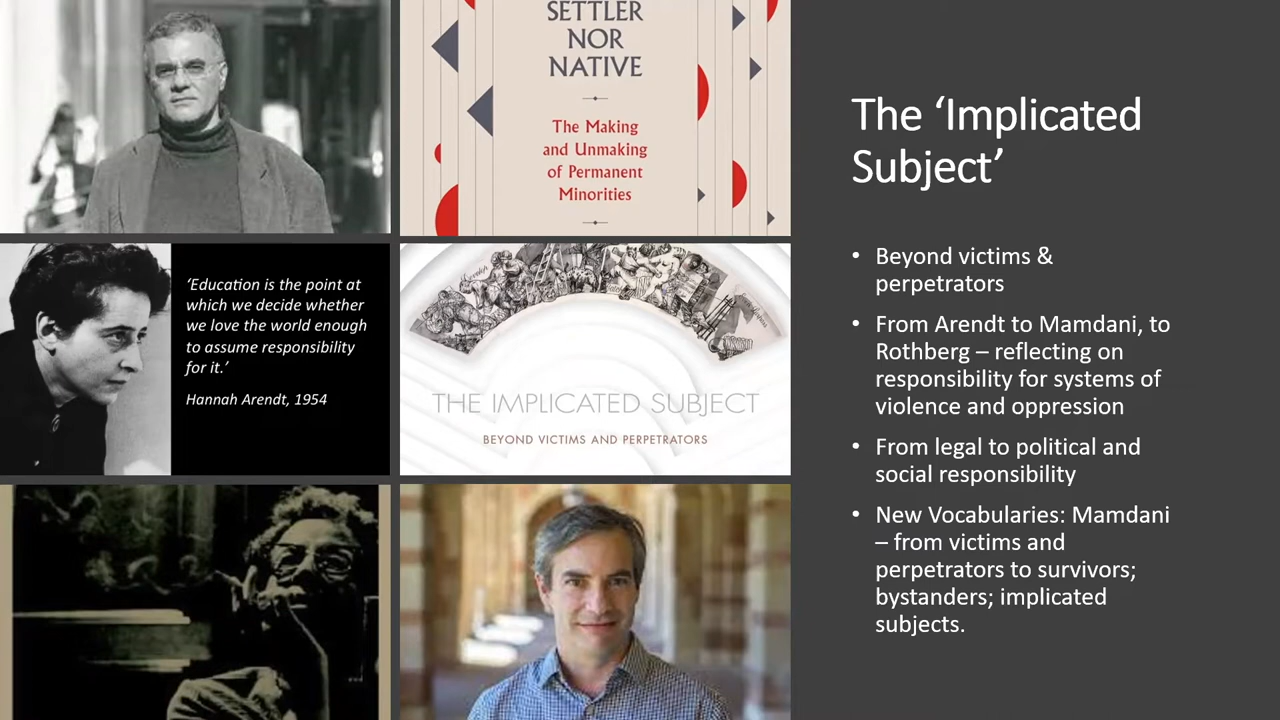 SETTLER
NOR
NATIVE
The Making
and Unmaking
of Permanent
Minorities
‘Education is the point at
which we decide whether
we love the world enough
to assume responsibility
for it.’
Hannah Arendt, 1954
THE IMPLICATED SUBJECT
BEYOND VICTIMS AND PERPETRATORS
The ‘Implicated
Subject’
• Beyond victims &
perpetrators
• From Arendt to Mamdani, to
Rothberg – reflecting on
responsibility for systems of
violence and oppression
• From legal to political and
social responsibility
• New Vocabularies: Mamdani
– from victims and
perpetrators to survivors;
bystanders; implicated
subjects.